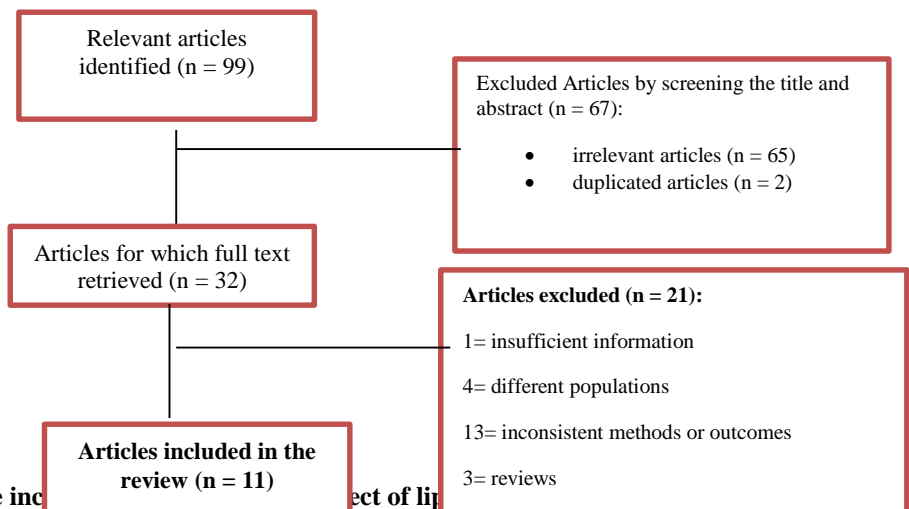 Relevant articles
identified (n = 99)
Excluded Articles by screening the title and
abstract (n = 67):
• irrelevant articles (n = 65)
• duplicated articles (n = 2)
Articles for which full text
retrieved (n = 32)
Articles excluded (n = 21):
1= insufficient information
4= different populations
13= inconsistent methods or outcomes
3= reviews
Articles included in the
review (n = 11)
of